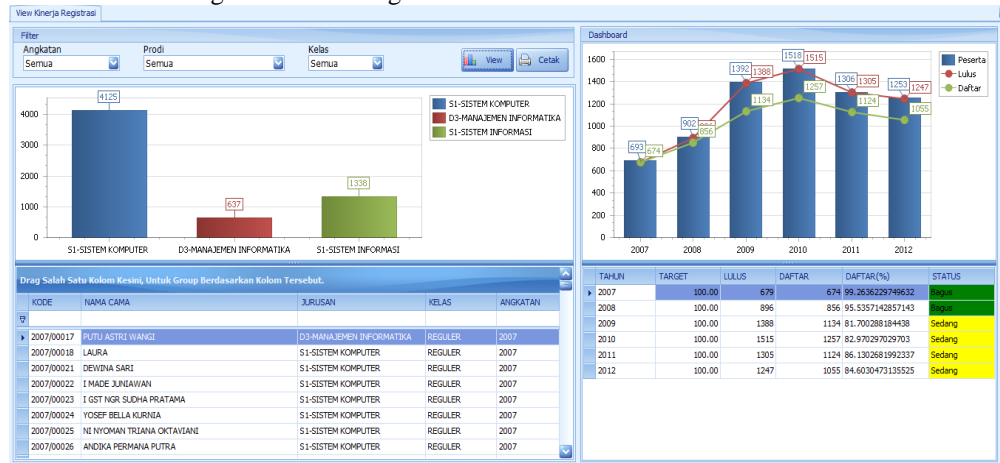 View Kinerja Registrasi
Filter
Angkatan Prodi Kelas
Semua Semua Semua View Cetak
4125
637
1338
4000
3000
2000
1000
0
S1-SISTEM KOMPUTER D3-MANAJEMEN INFORMATIKA S1-SISTEM INFORMASI
S1-SISTEM KOMPUTER
D3-MANAJEMEN INFORMATIKA
S1-SISTEM INFORMASI
Drag Salah Satu Kolom Kesini, Untuk Group Berdasarkan Kolom Tersebut.
KODE NAMA CAMA JURUSAN KELAS ANGKATAN
2007/00017 PUTU ASTRI WANGI D3-MANAJEMEN INFORMATIKA REGULER 2007
2007/00018 LAURA S1-SISTEM KOMPUTER REGULER 2007
2007/00021 DEWINA SARI S1-SISTEM KOMPUTER REGULER 2007
2007/00022 I MADE JUNIAWAN S1-SISTEM KOMPUTER REGULER 2007
2007/00023 I GST NGR SUDHA PRATAMA S1-SISTEM KOMPUTER REGULER 2007
2007/00024 YOSEF BELLA KURNIA S1-SISTEM KOMPUTER REGULER 2007
2007/00025 NI NYOMAN TRIANA OKTAVIANI S1-SISTEM KOMPUTER REGULER 2007
2007/00026 ANDIKA PERMANA PUTRA S1-SISTEM KOMPUTER REGULER 2007
Dashboard
1600
1400
1200
1000
800
600
400
200
0
693 674
902 856
1392 1388 1134
1518 1515 1257
1306 1305 1124
1253 1247 1055
2007 2008 2009 2010 2011 2012
Peserta
Lulus
Daftar
TAHUN TARGET LULUS DAFTAR DAFTAR(%) STATUS
2007 100.00 679 674 99.2636229749632 Bagus
2008 100.00 896 856 95.5357142857143 Bagus
2009 100.00 1388 1134 81.700288184438 Sedang
2010 100.00 1515 1257 82.970297029703 Sedang
2011 100.00 1305 1124 86.1302681992337 Sedang
2012 100.00 1247 1055 84.6030473135525 Sedang